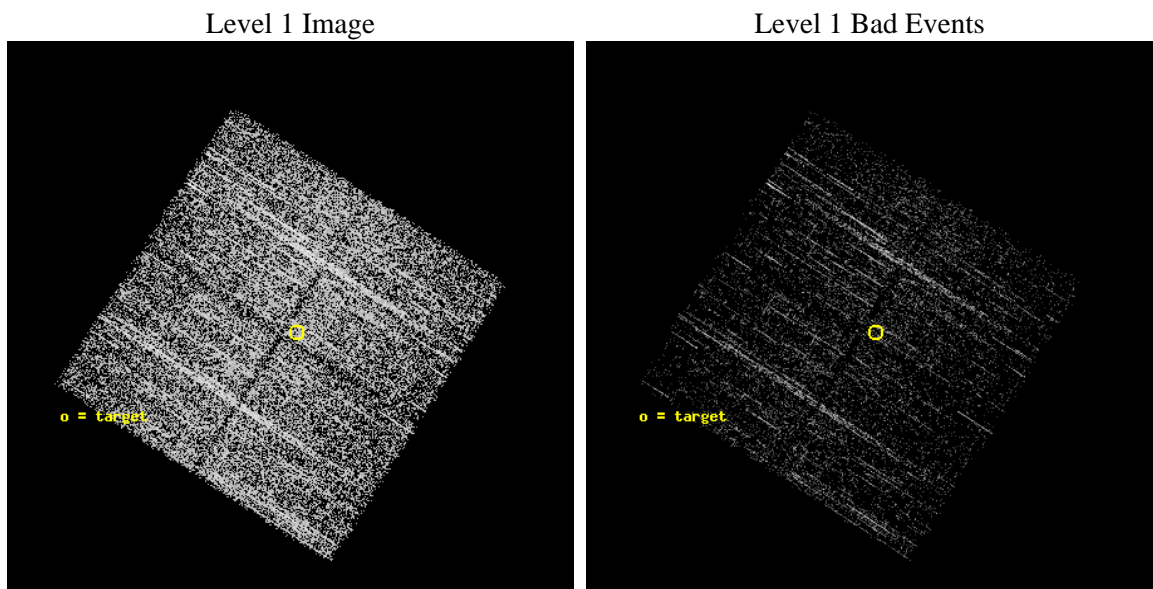 Level 1 Image
Level 1 Bad Events
o = target
o = target